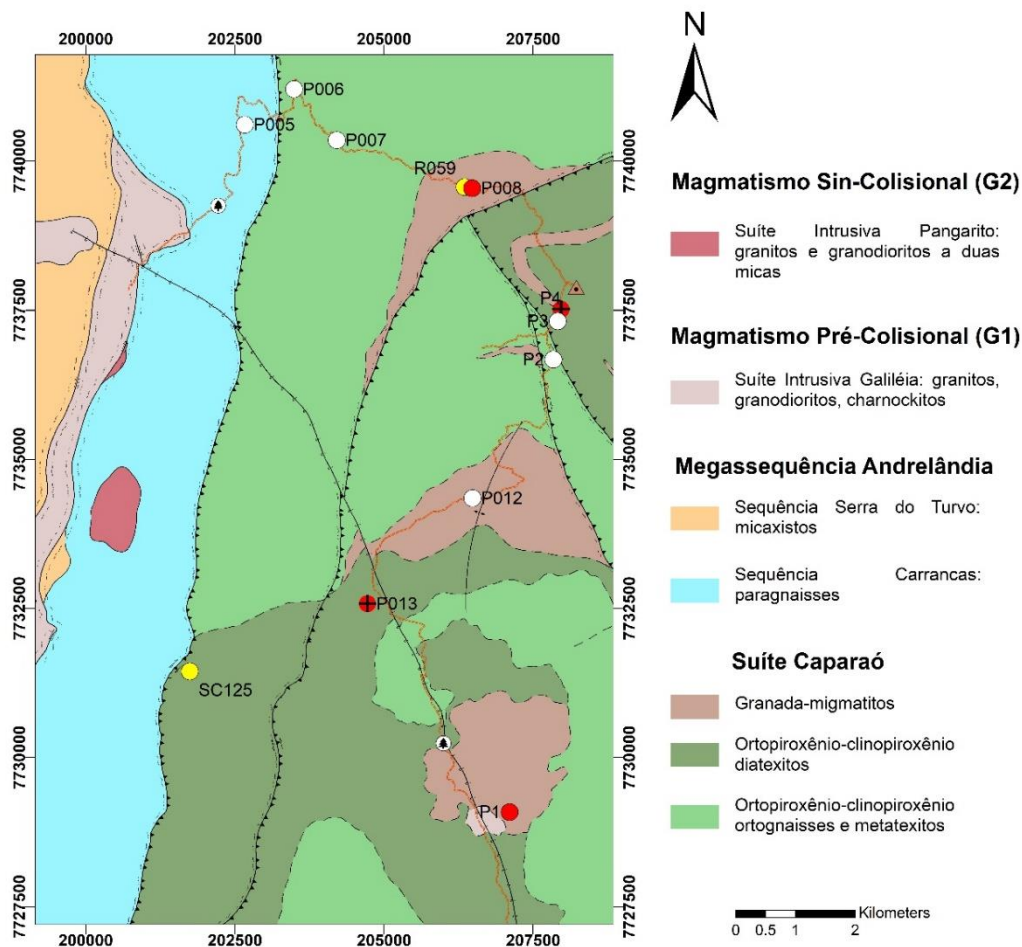 200000 202500 205000 207500
N
P006
P005
P007
7740000
7740000
R059
P008
Magmatismo Sin-Colisional (G2)
Suíte Intrusiva Pangarito:
granitos e granodioritos a duas
micas
P4
7737500
7737500
P3
P2
Magmatismo Pré-Colisional (G1)
Suíte Intrusiva Galiléia: granitos,
granodioritos, charnockitos
7735000
7735000
Megassequência Andrelândia
P012
Sequência Serra do Turvo:
micaxistos
Sequência Carrancas:
paragnaisses
7732500
P013
7732500
SC125
Suíte Caparaó
Granada-migmatitos
7730000
7730000
Ortopiroxênio-clinopiroxênio
diatexitos
P1
Ortopiroxênio-clinopiroxênio
ortognaisses e metatexitos
7727500
7727500
Kilometers
0 0.5 1 2
200000 202500 205000 207500